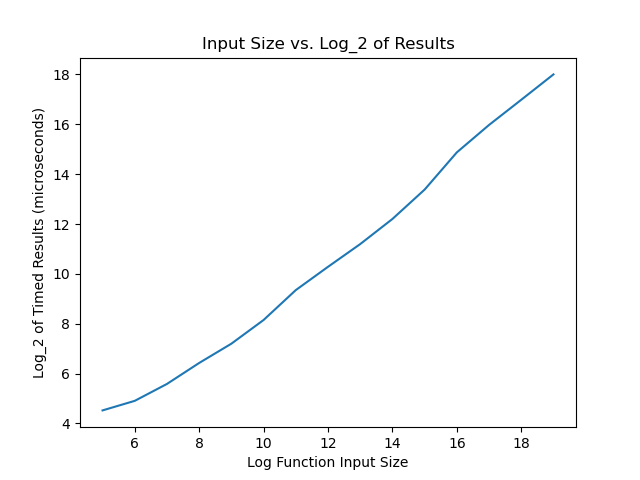 Input Size vs. Log_2 of Results
Log_2 of Timed Results (microseconds)
18
16
14
12
10
8
6
4
6 8 10 12 14 16 18
Log Function Input Size